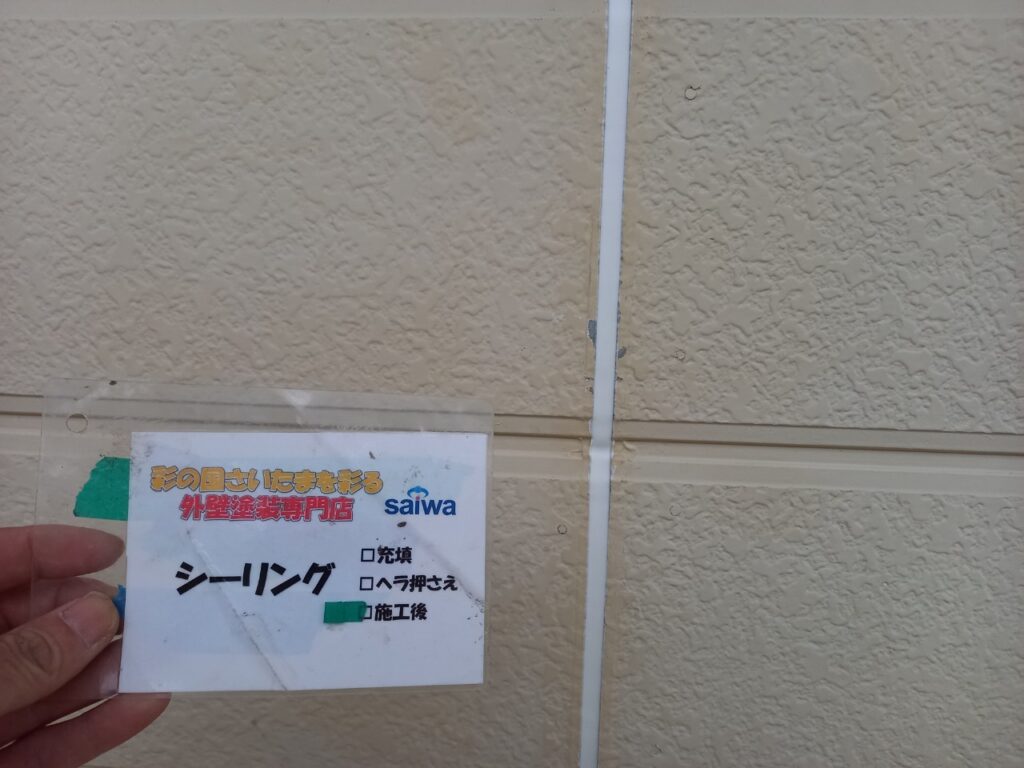 彩の国さいたまを彩る
外壁塗装専門店
saiwa
シーリング
□充填
□ヘラ押さえ
□施工後